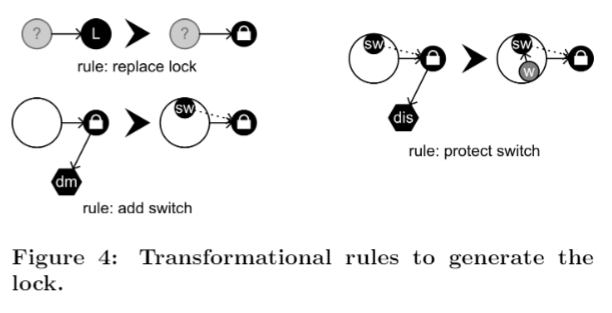 ? L ?
rule: replace lock
sw sw
w
dis
rule: protect switch
sw
dm
rule: add switch
Figure 4: Transformational rules to generate the
lock.